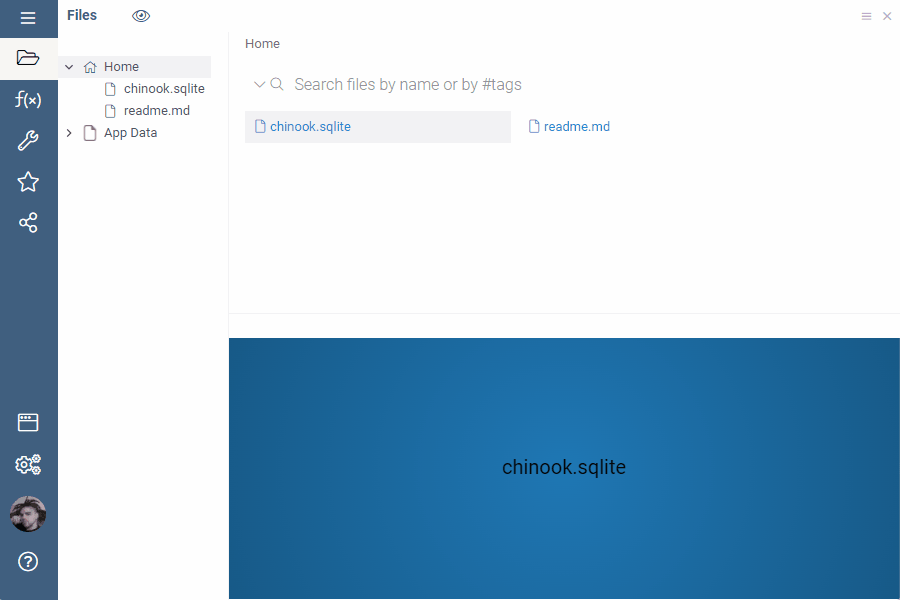 Files
Home
chinook.sqlite
readme.md
App Data
f(x)
Home
Search files by name or by #tags
chinook.sqlite
readme.md
chinook.sqlite